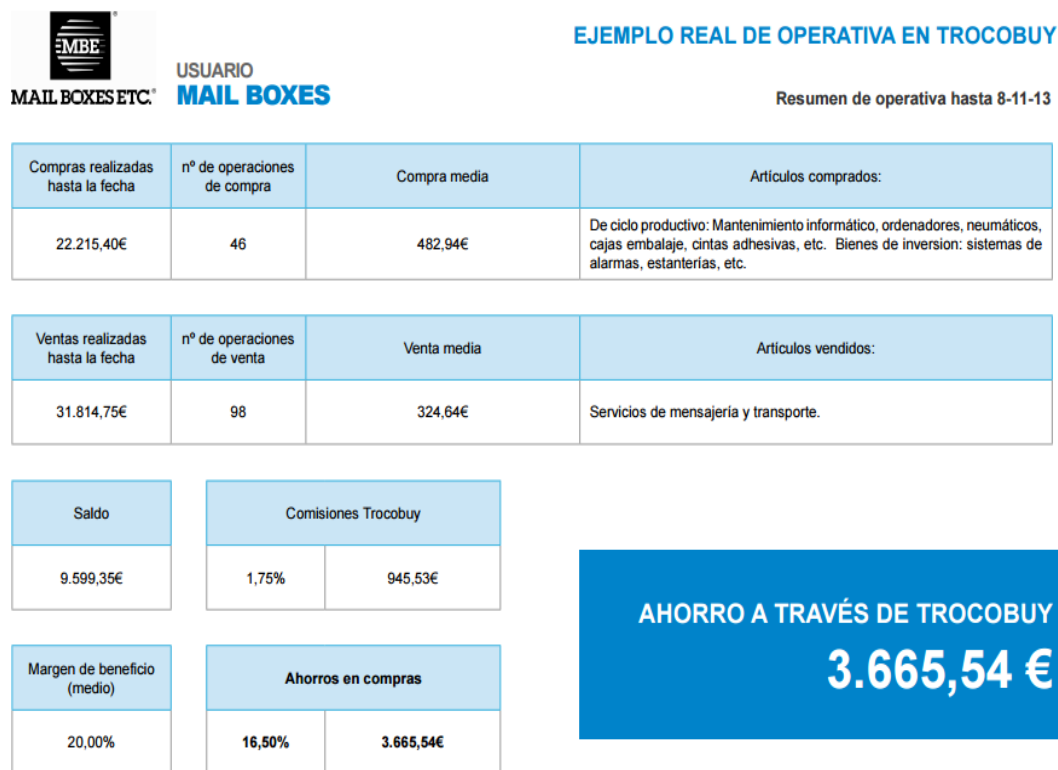 MBE
MAIL BOXES ETC.®
USUARIO
MAIL BOXES
EJEMPLO REAL DE OPERATIVA EN TROCOBUY
Resumen de operativa hasta 8-11-13
Compras realizadas
hasta la fecha
nº de operaciones
de compra
Compra media
Artículos comprados:
22.215,40€
46
482,94€
De ciclo productivo: Mantenimiento informático, ordenadores, neumáticos,
cajas embalaje, cintas adhesivas, etc. Bienes de inversion: sistemas de
alarmas, estanterías, etc.
Ventas realizadas
hasta la fecha
nº de operaciones
de venta
Venta media
Artículos vendidos:
31.814,75€
98
324,64€
Servicios de mensajería y transporte.
Saldo
Comisiones Trocobuy
9.599,35€
1,75%
945,53€
AHORRO A TRAVÉS DE TROCOBUY
3.665,54 €
Margen de beneficio
(medio)
Ahorros en compras
20,00%
16,50%
3.665,54€